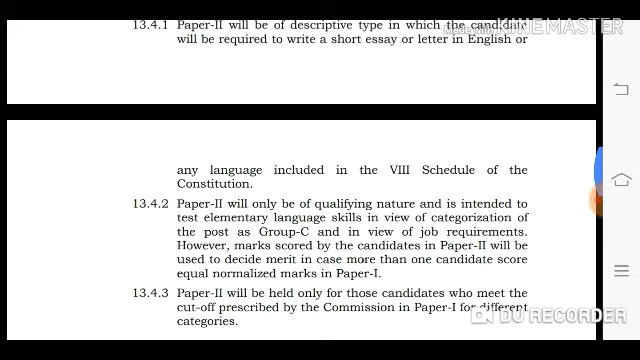 13.4.1 Paper-II will be of descriptive type in which the candidate
Made with KINEMASTER
will be required to write a short essay or letter in English or
any language included in the VIII Schedule of the
Constitution.
13.4.2 Paper-II will only be of qualifying nature and is intended to
test elementary language skills in view of categorization of
the post as Group-C and in view of job requirements.
However, marks scored by the candidates in Paper-II will be
used to decide merit in case more than one candidate score
equal normalized marks in Paper-I.
13.4.3 Paper-II will be held only for those candidates who meet the
cut-off prescribed by the Commission in Paper-I for different
categories.
DU RECORDER